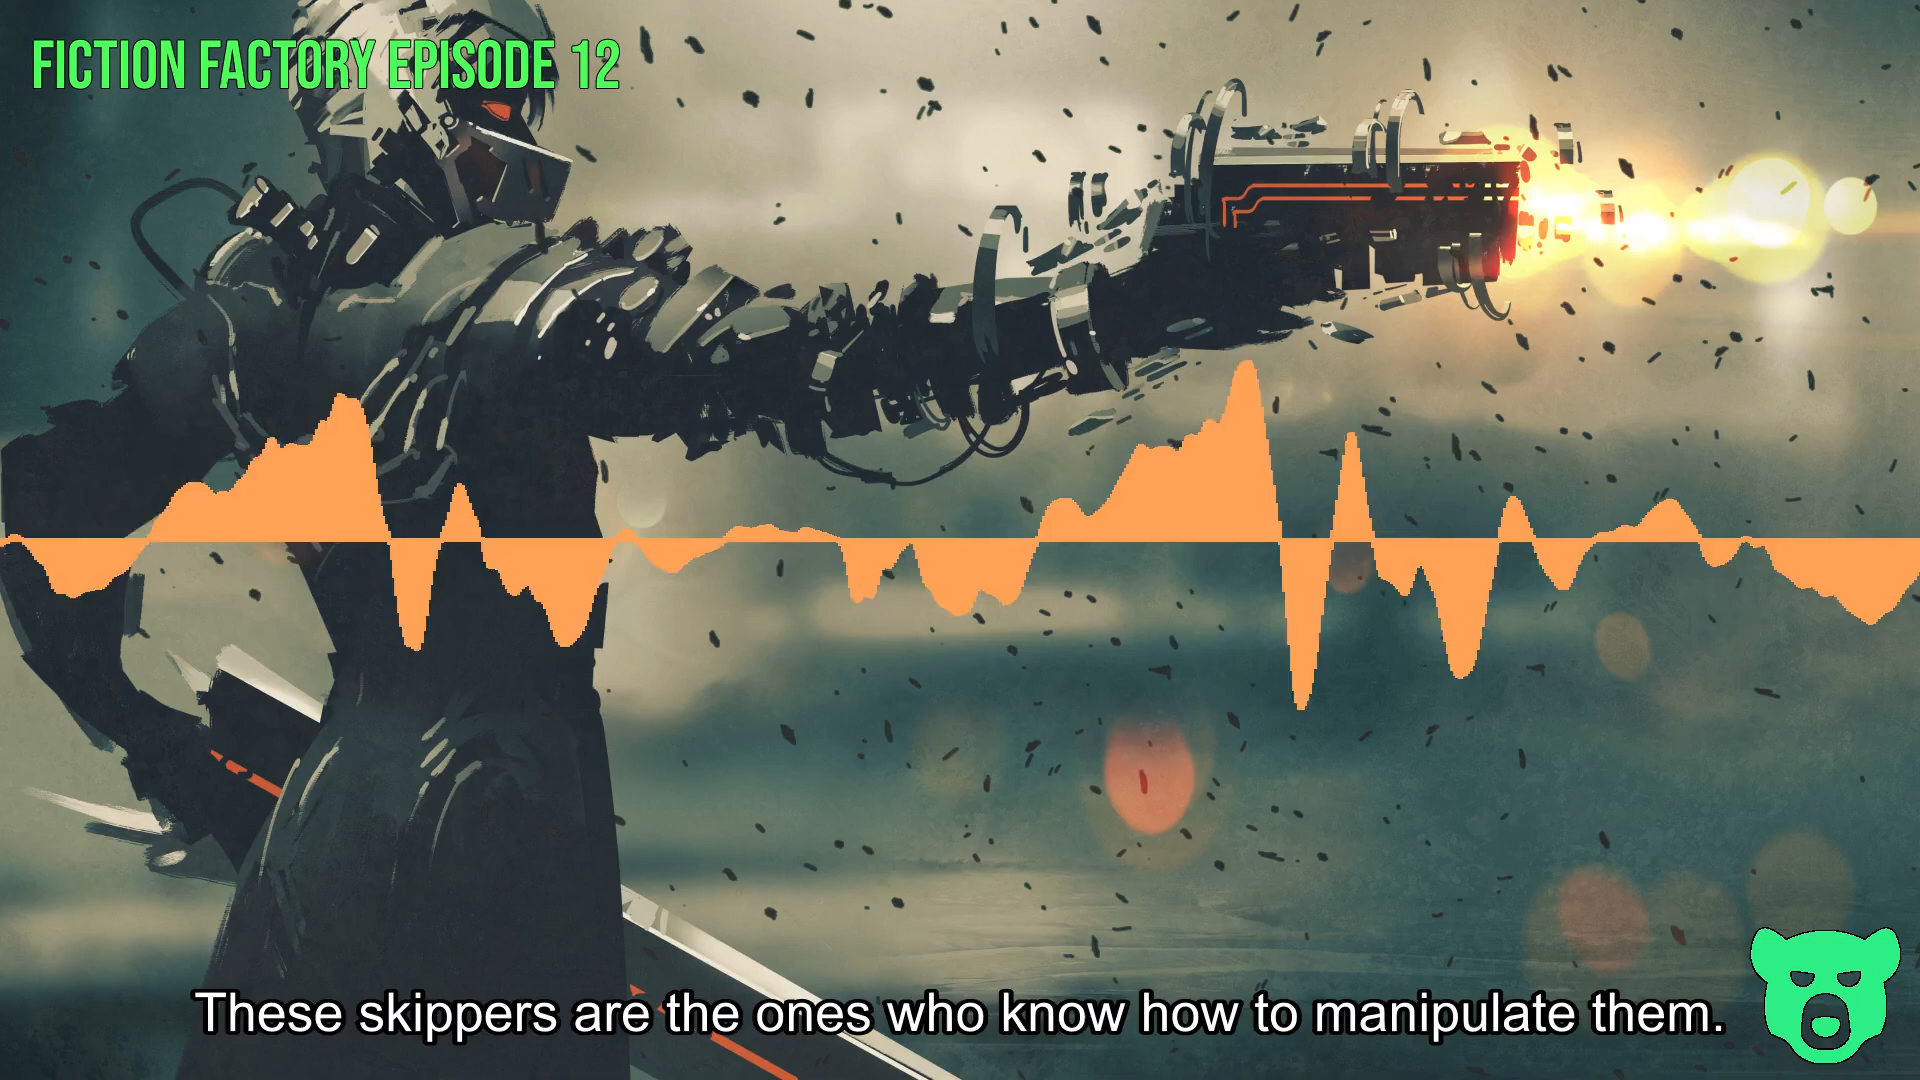 FICTION FACTORY EPISODE 12
These skippers are the ones who know how to manipulate them.